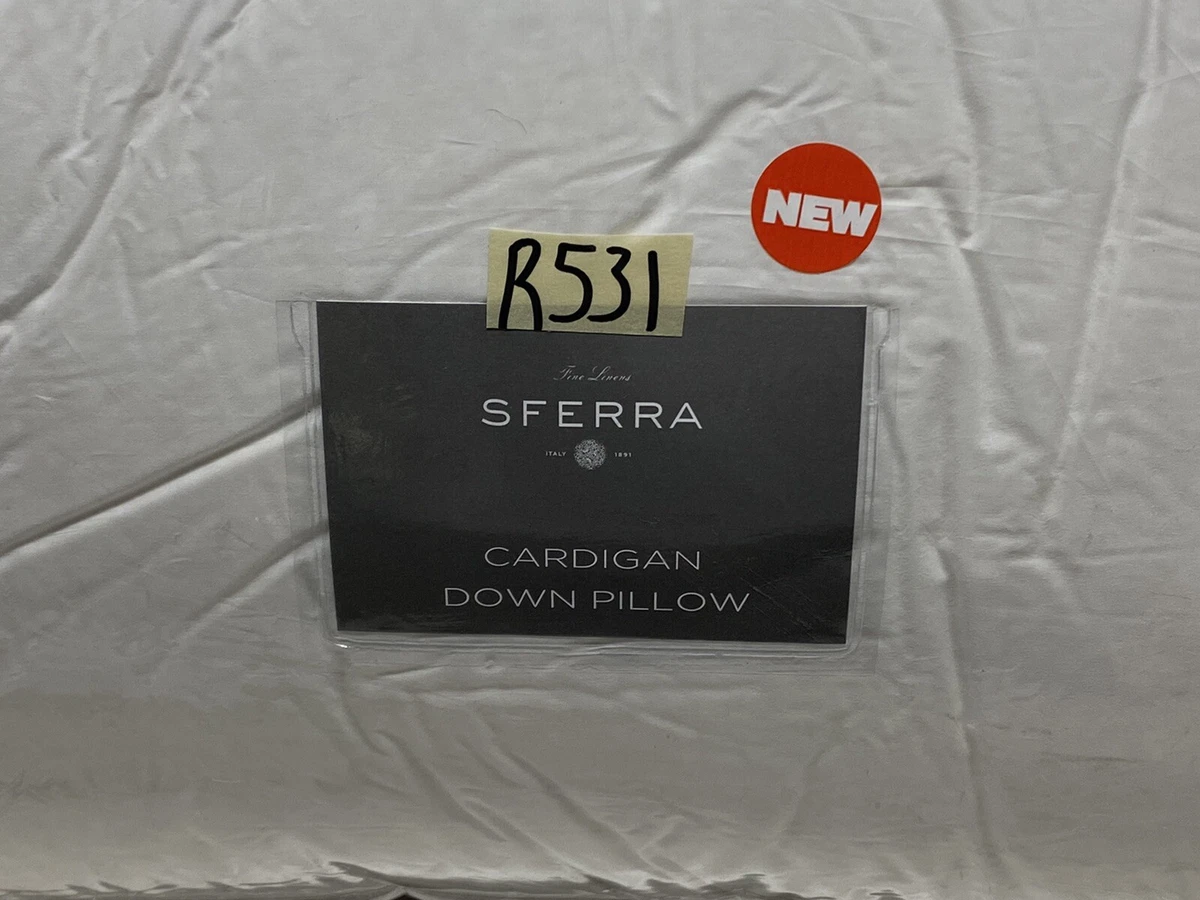 NEW
R531
Fine Linens
SFERRA
ITALY 1891
CARDIGAN
DOWN PILLOW